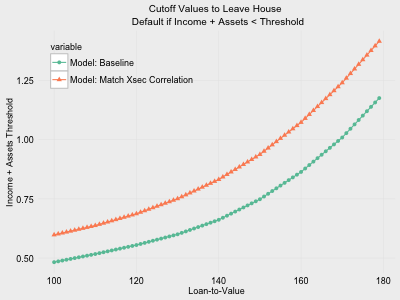 Cutoff Values to Leave House
Default if Income + Assets < Threshold
variable
Model: Baseline
Model: Match Xsec Correlation
Income + Assets Threshold
1.25
1.00
0.75
0.50
100 120 140 160 180
Loan-to-Value